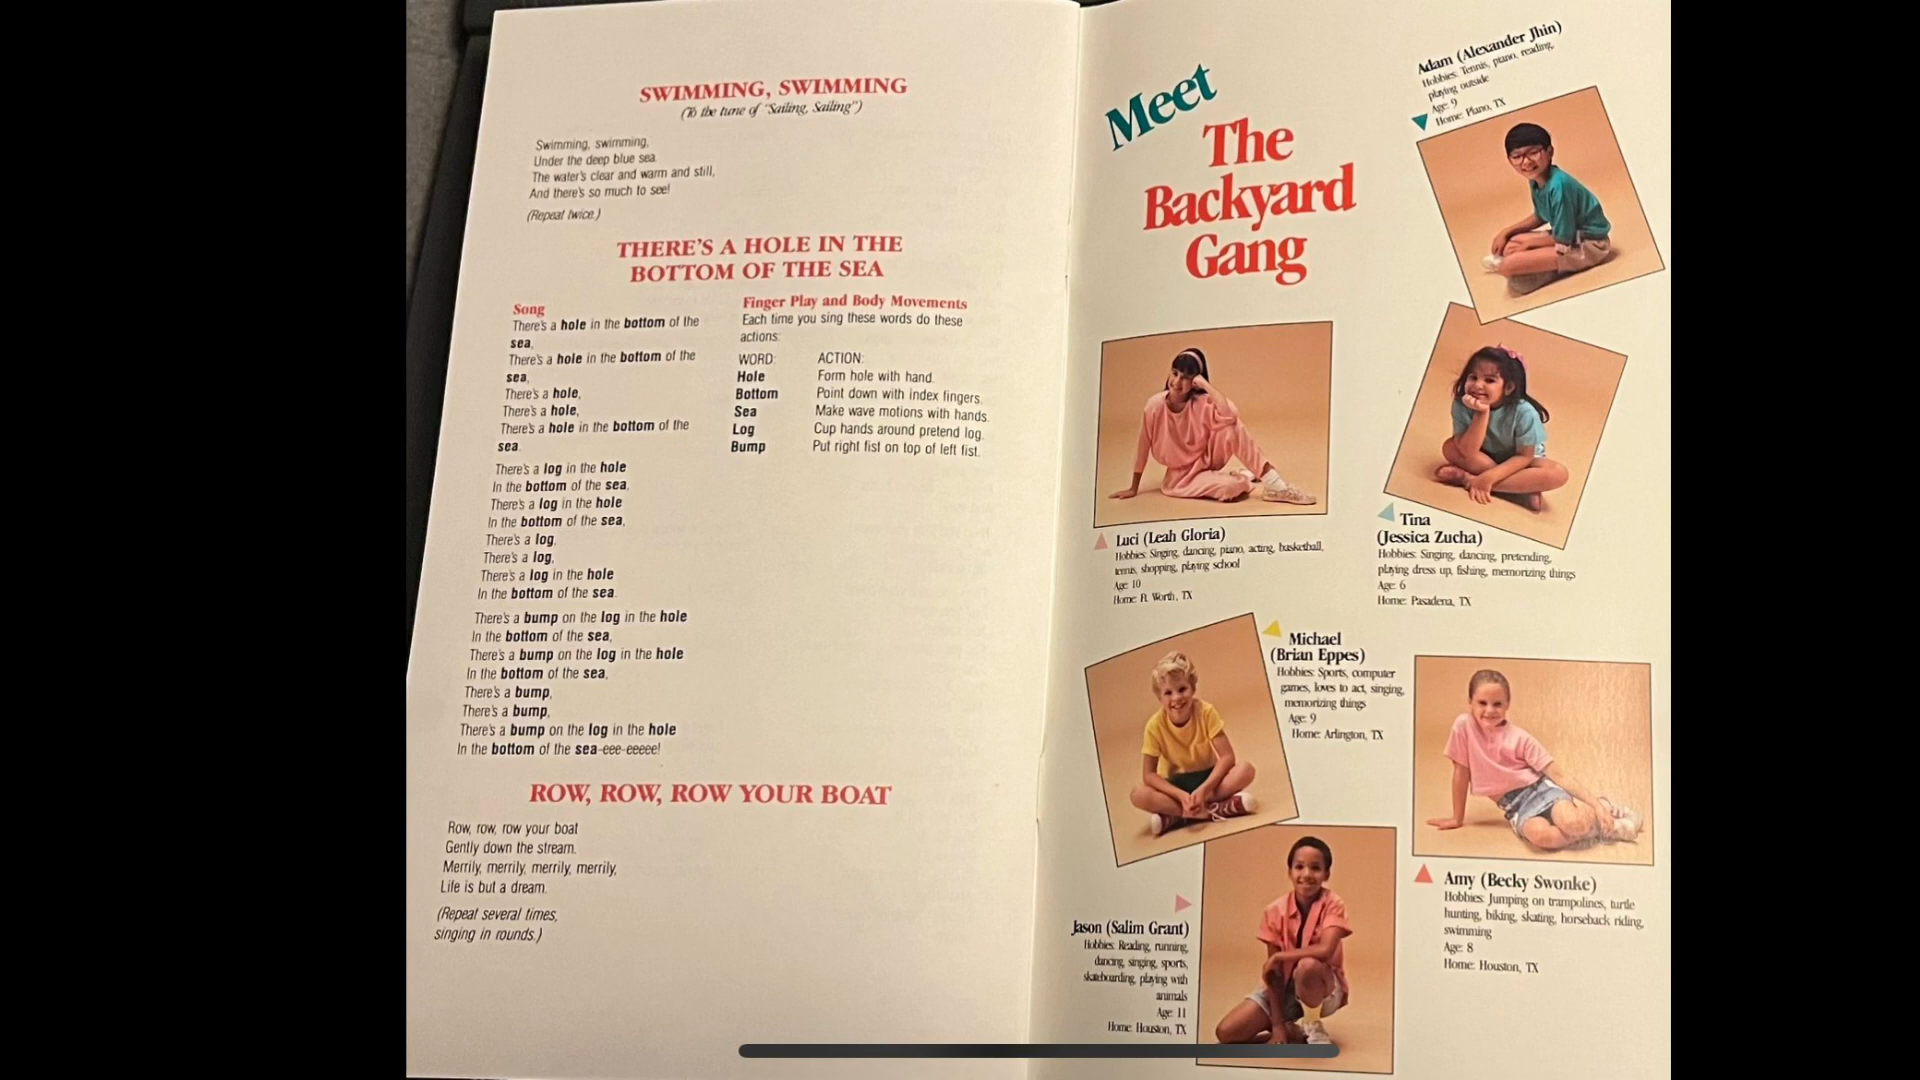 SWIMMING, SWIMMING
(To the tune of "Sailing, Sailing")
Swimming, swimming,
Under the deep blue sea.
The water's clear and warm and still,
And there's so much to see!
(Repeat twice.)
THERE'S A HOLE IN THE
BOTTOM OF THE SEA
Song
There's a hole in the bottom of the
sea,
There's a hole in the bottom of the
sea,
There's a hole,
There's a hole,
There's a hole in the bottom of the
sea.
There's a log in the hole
In the bottom of the sea,
There's a log in the hole
In the bottom of the sea,
There's a log,
There's a log,
There's a log in the hole
In the bottom of the sea.
There's a bump on the log in the hole
In the bottom of the sea,
There's a bump on the log in the hole
In the bottom of the sea,
There's a bump,
There's a bump,
There's a bump on the log in the hole
In the bottom of the sea-eee-eeeee!
Finger Play and Body Movements
Each time you sing these words do these
actions:
WORD: ACTION:
Hole Form hole with hand.
Bottom Point down with index fingers.
Sea Make wave motions with hands.
Log Cup hands around pretend log.
Bump Put right fist on top of left fist.
ROW, ROW, ROW YOUR BOAT
Row, row, row your boat
Gently down the stream.
Merrily, merrily, merrily, merrily,
Life is but a dream.
(Repeat several times,
singing in rounds.)
Meet
The
Backyard
Gang
Adam (Alexander Jhin)
Hobbies: Tennis, piano, reading,
playing outside
Age: 9
Home: Plano, TX
Luci (Leah Gloria)
Hobbies: Singing, dancing, piano, acting, basketball,
tennis, shopping, playing school
Age: 10
Home: Ft. Worth, TX
Tina
(Jessica Zucha)
Hobbies: Singing, dancing, pretending,
playing dress up, fishing, memorizing things
Age: 6
Home: Pasadena, TX
Michael
(Brian Eppes)
Hobbies: Sports, computer
games, loves to act, singing,
memorizing things
Age: 9
Home: Arlington, TX
Amy (Becky Swonke)
Hobbies: Jumping on trampolines, turtle
hunting, biking, skating, horseback riding,
swimming
Age: 8
Home: Houston, TX
Jason (Salim Grant)
Hobbies: Reading, running,
dancing, singing, sports,
skateboarding, playing with
animals
Age: 11
Home: Houston, TX